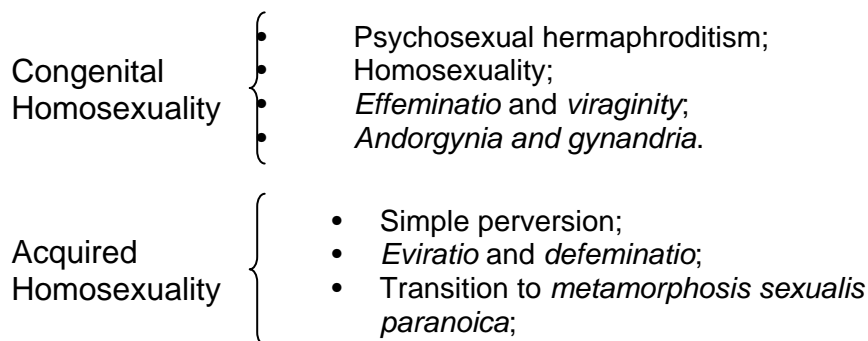 Congenital
Homosexuality
• Psychosexual hermaphroditism;
• Homosexuality;
• Effeminatio and viraginity;
• Andorgynia and gynandria.
Acquired
Homosexuality
• Simple perversion;
• Eviratio and defeminatio;
• Transition to metamorphosis sexualis
paranoica;